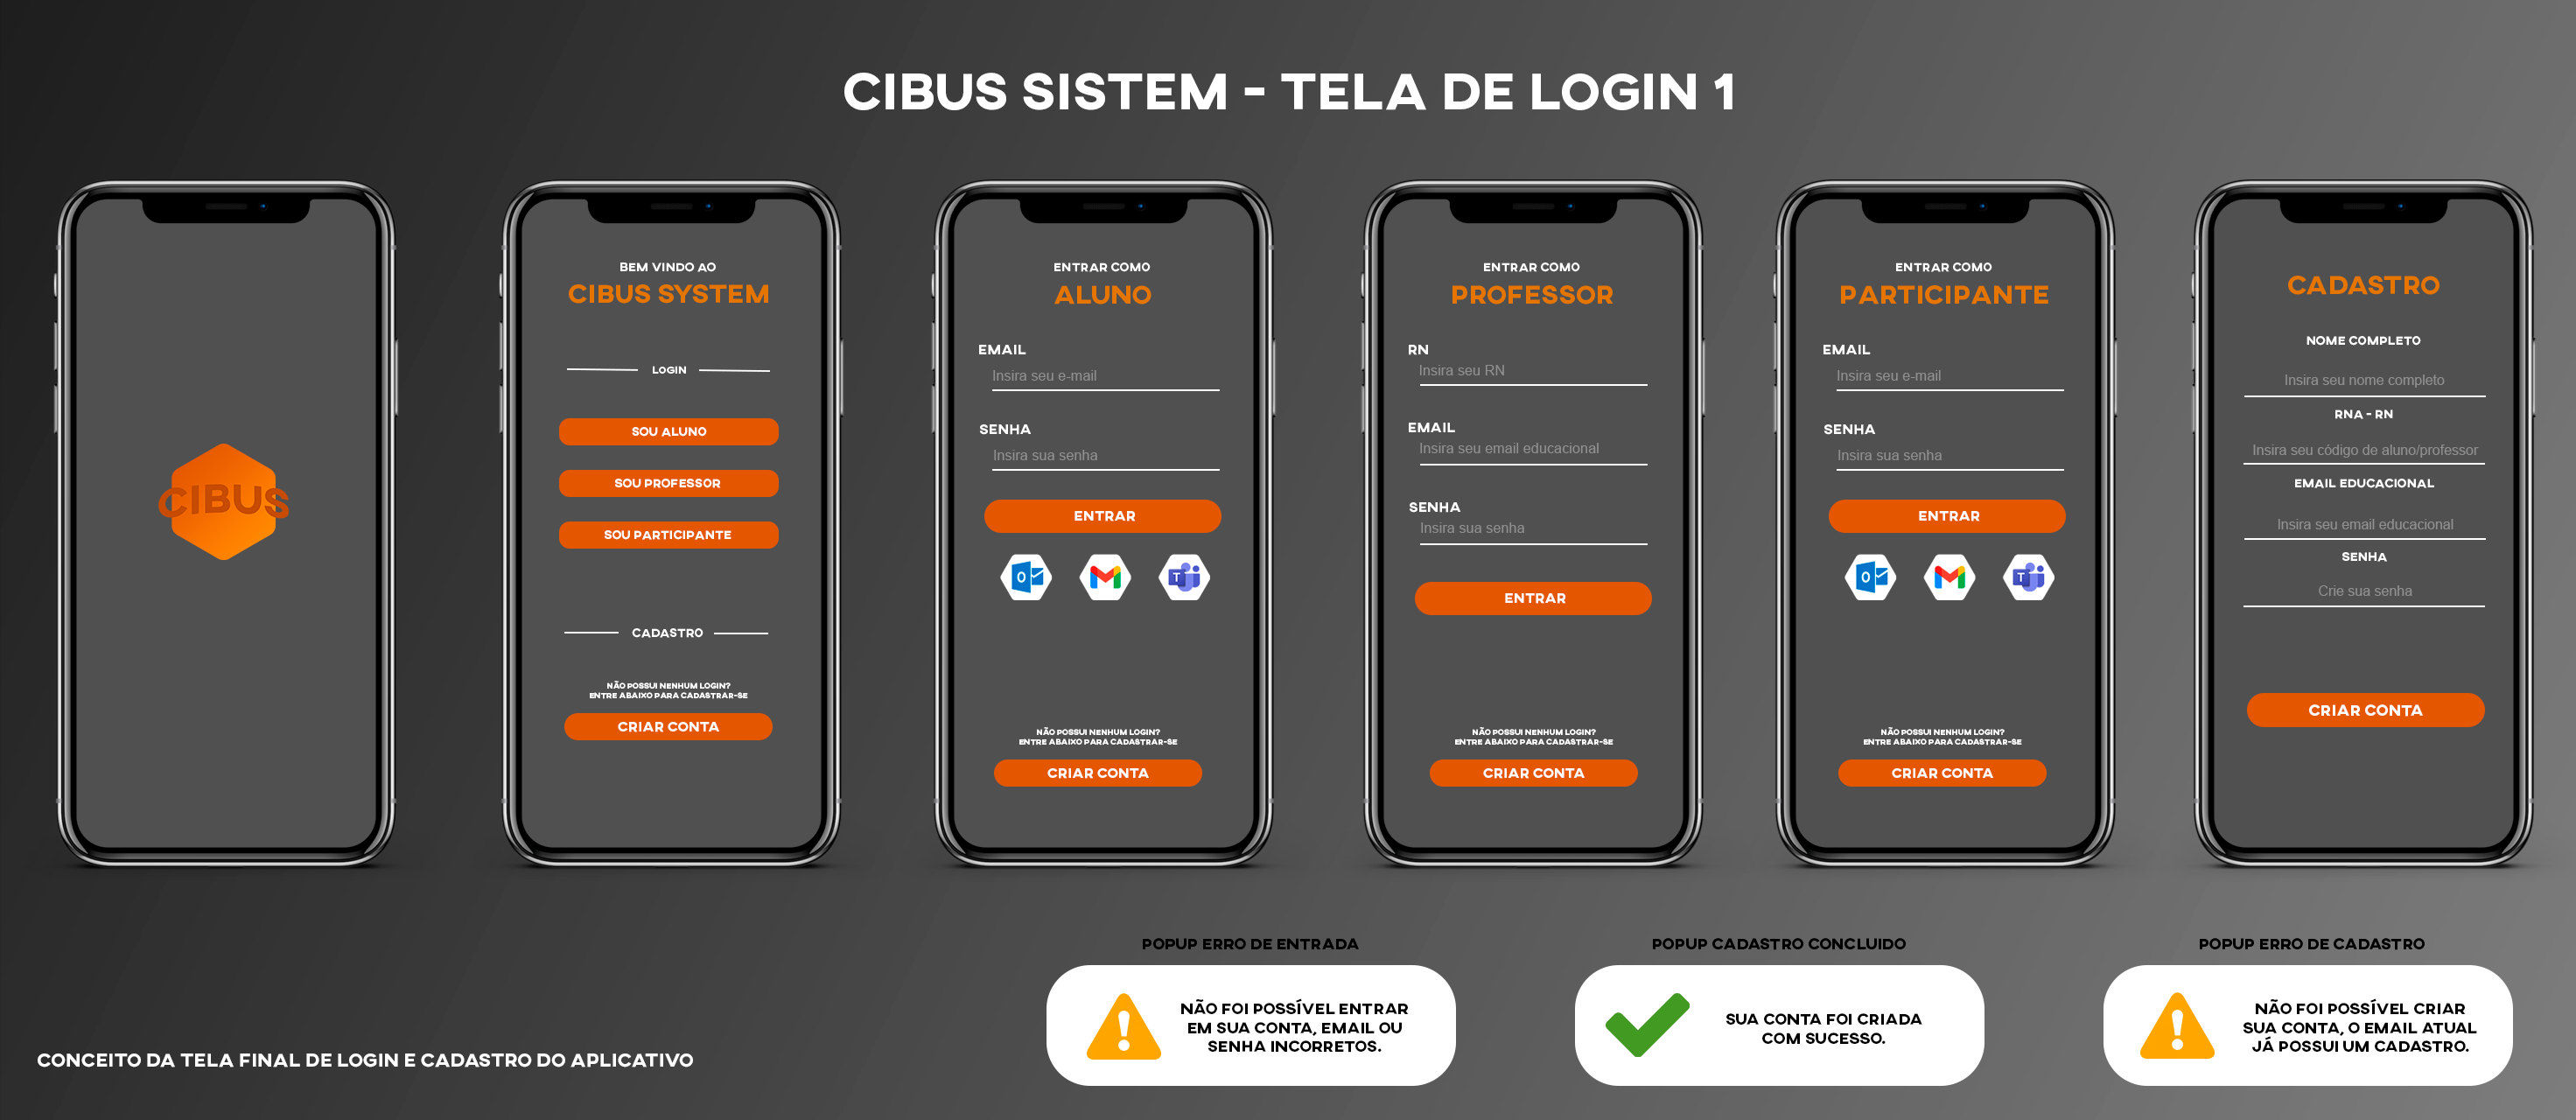 CIBUS SISTEM - TELA DE LOGIN 1
CIBUS
BEM VINDO AO
CIBUS SYSTEM
LOGIN
SOU ALUNO
SOU PROFESSOR
SOU PARTICIPANTE
CADASTRO
NÃO POSSUI NENHUM LOGIN?
ENTRE ABAIXO PARA CADASTRAR-SE
CRIAR CONTA
ENTRAR COMO
ALUNO
EMAIL
Insira seu e-mail
SENHA
Insira sua senha
ENTRAR
NÃO POSSUI NENHUM LOGIN?
ENTRE ABAIXO PARA CADASTRAR-SE
CRIAR CONTA
ENTRAR COMO
PROFESSOR
RN
Insira seu RN
EMAIL
Insira seu email educacional
SENHA
Insira sua senha
ENTRAR
NÃO POSSUI NENHUM LOGIN?
ENTRE ABAIXO PARA CADASTRAR-SE
CRIAR CONTA
ENTRAR COMO
PARTICIPANTE
EMAIL
Insira seu e-mail
SENHA
Insira sua senha
ENTRAR
NÃO POSSUI NENHUM LOGIN?
ENTRE ABAIXO PARA CADASTRAR-SE
CRIAR CONTA
CADASTRO
NOME COMPLETO
Insira seu nome completo
RNA - RN
Insira seu código de aluno/professor
EMAIL EDUCACIONAL
Insira seu email educacional
SENHA
Crie sua senha
CRIAR CONTA
POPUP ERRO DE ENTRADA
NÃO FOI POSSÍVEL ENTRAR
EM SUA CONTA, EMAIL OU
SENHA INCORRETOS.
POPUP CADASTRO CONCLUIDO
SUA CONTA FOI CRIADA
COM SUCESSO.
POPUP ERRO DE CADASTRO
NÃO FOI POSSÍVEL CRIAR
SUA CONTA, O EMAIL ATUAL
JÁ POSSUI UM CADASTRO.
CONCEITO DA TELA FINAL DE LOGIN E CADASTRO DO APLICATIVO